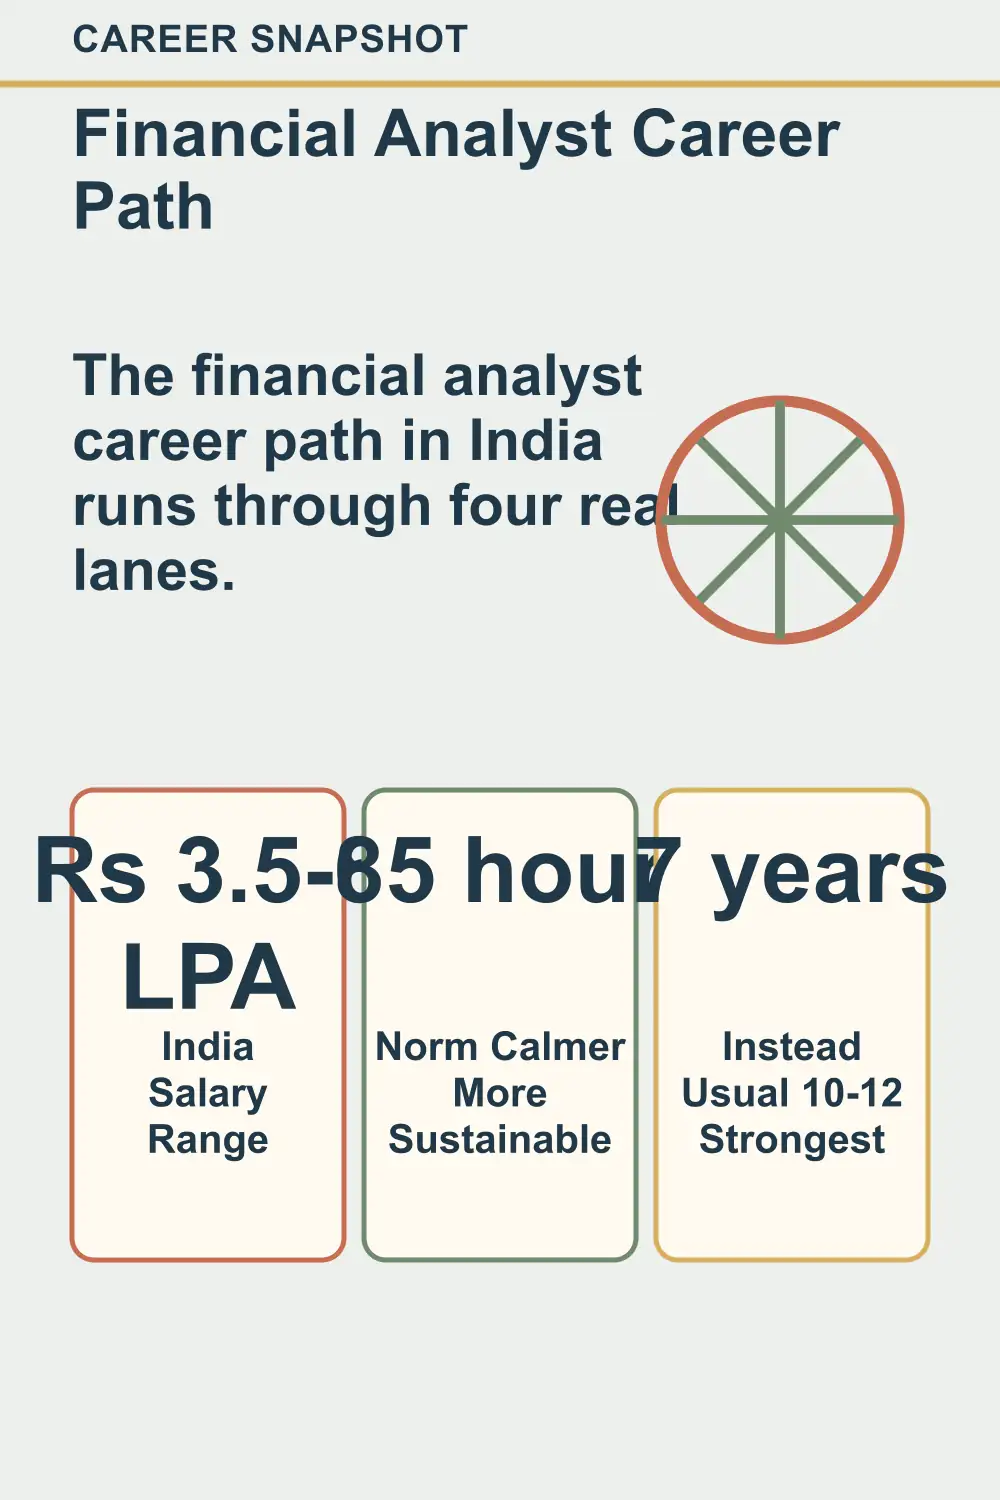 CAREER SNAPSHOT
Financial Analyst Career
Path
The financial analyst
career path in India
runs through four real
lanes.
Rs 3.5-
LPA
India
Salary
Range
hour
Norm Calmer
More
Sustainable
7 years
Instead
Usual 10-12
Strongest